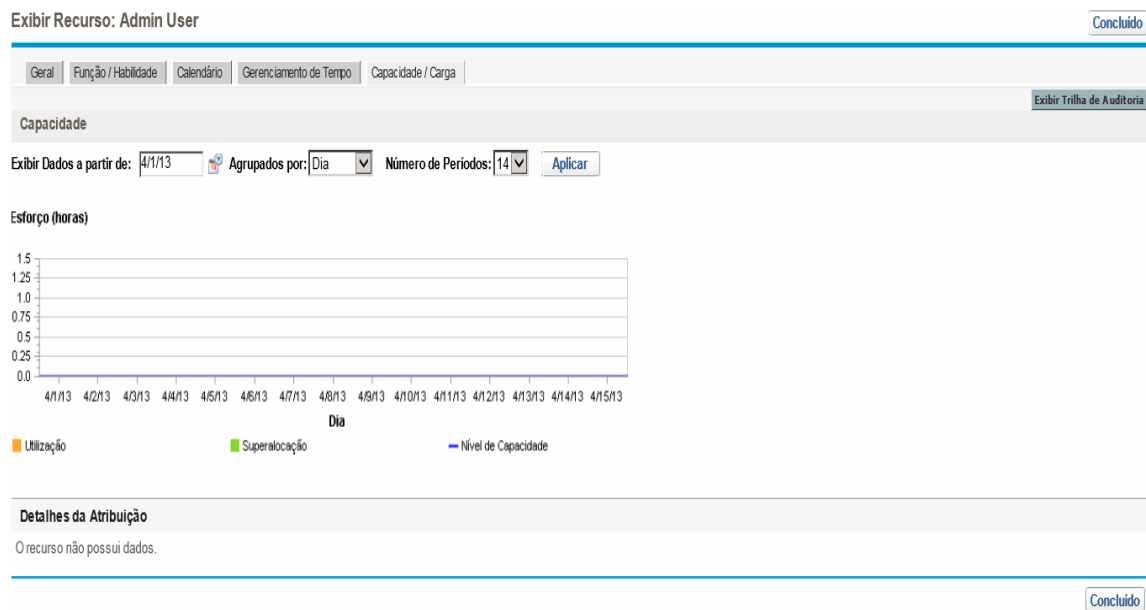 Exibir Recurso: Admin User
Concluído
Geral Função / Habilidade Calendário Gerenciamento de Tempo Capacidade / Carga
Exibir Trilha de Auditoria
Capacidade
Exibir Dados a partir de: 4/1/13 Agrupados por: Dia Número de Períodos: 14 Aplicar
Esforço (horas)
1.5
1.25
1.0
0.75
0.5
0.25
0.0
4/1/13 4/2/13 4/3/13 4/4/13 4/5/13 4/6/13 4/7/13 4/8/13 4/9/13 4/10/13 4/11/13 4/12/13 4/13/13 4/14/13 4/15/13
Dia
Utilização Superalocação Nível de Capacidade
Detalhes da Atribuição
O recurso não possui dados.
Concluído